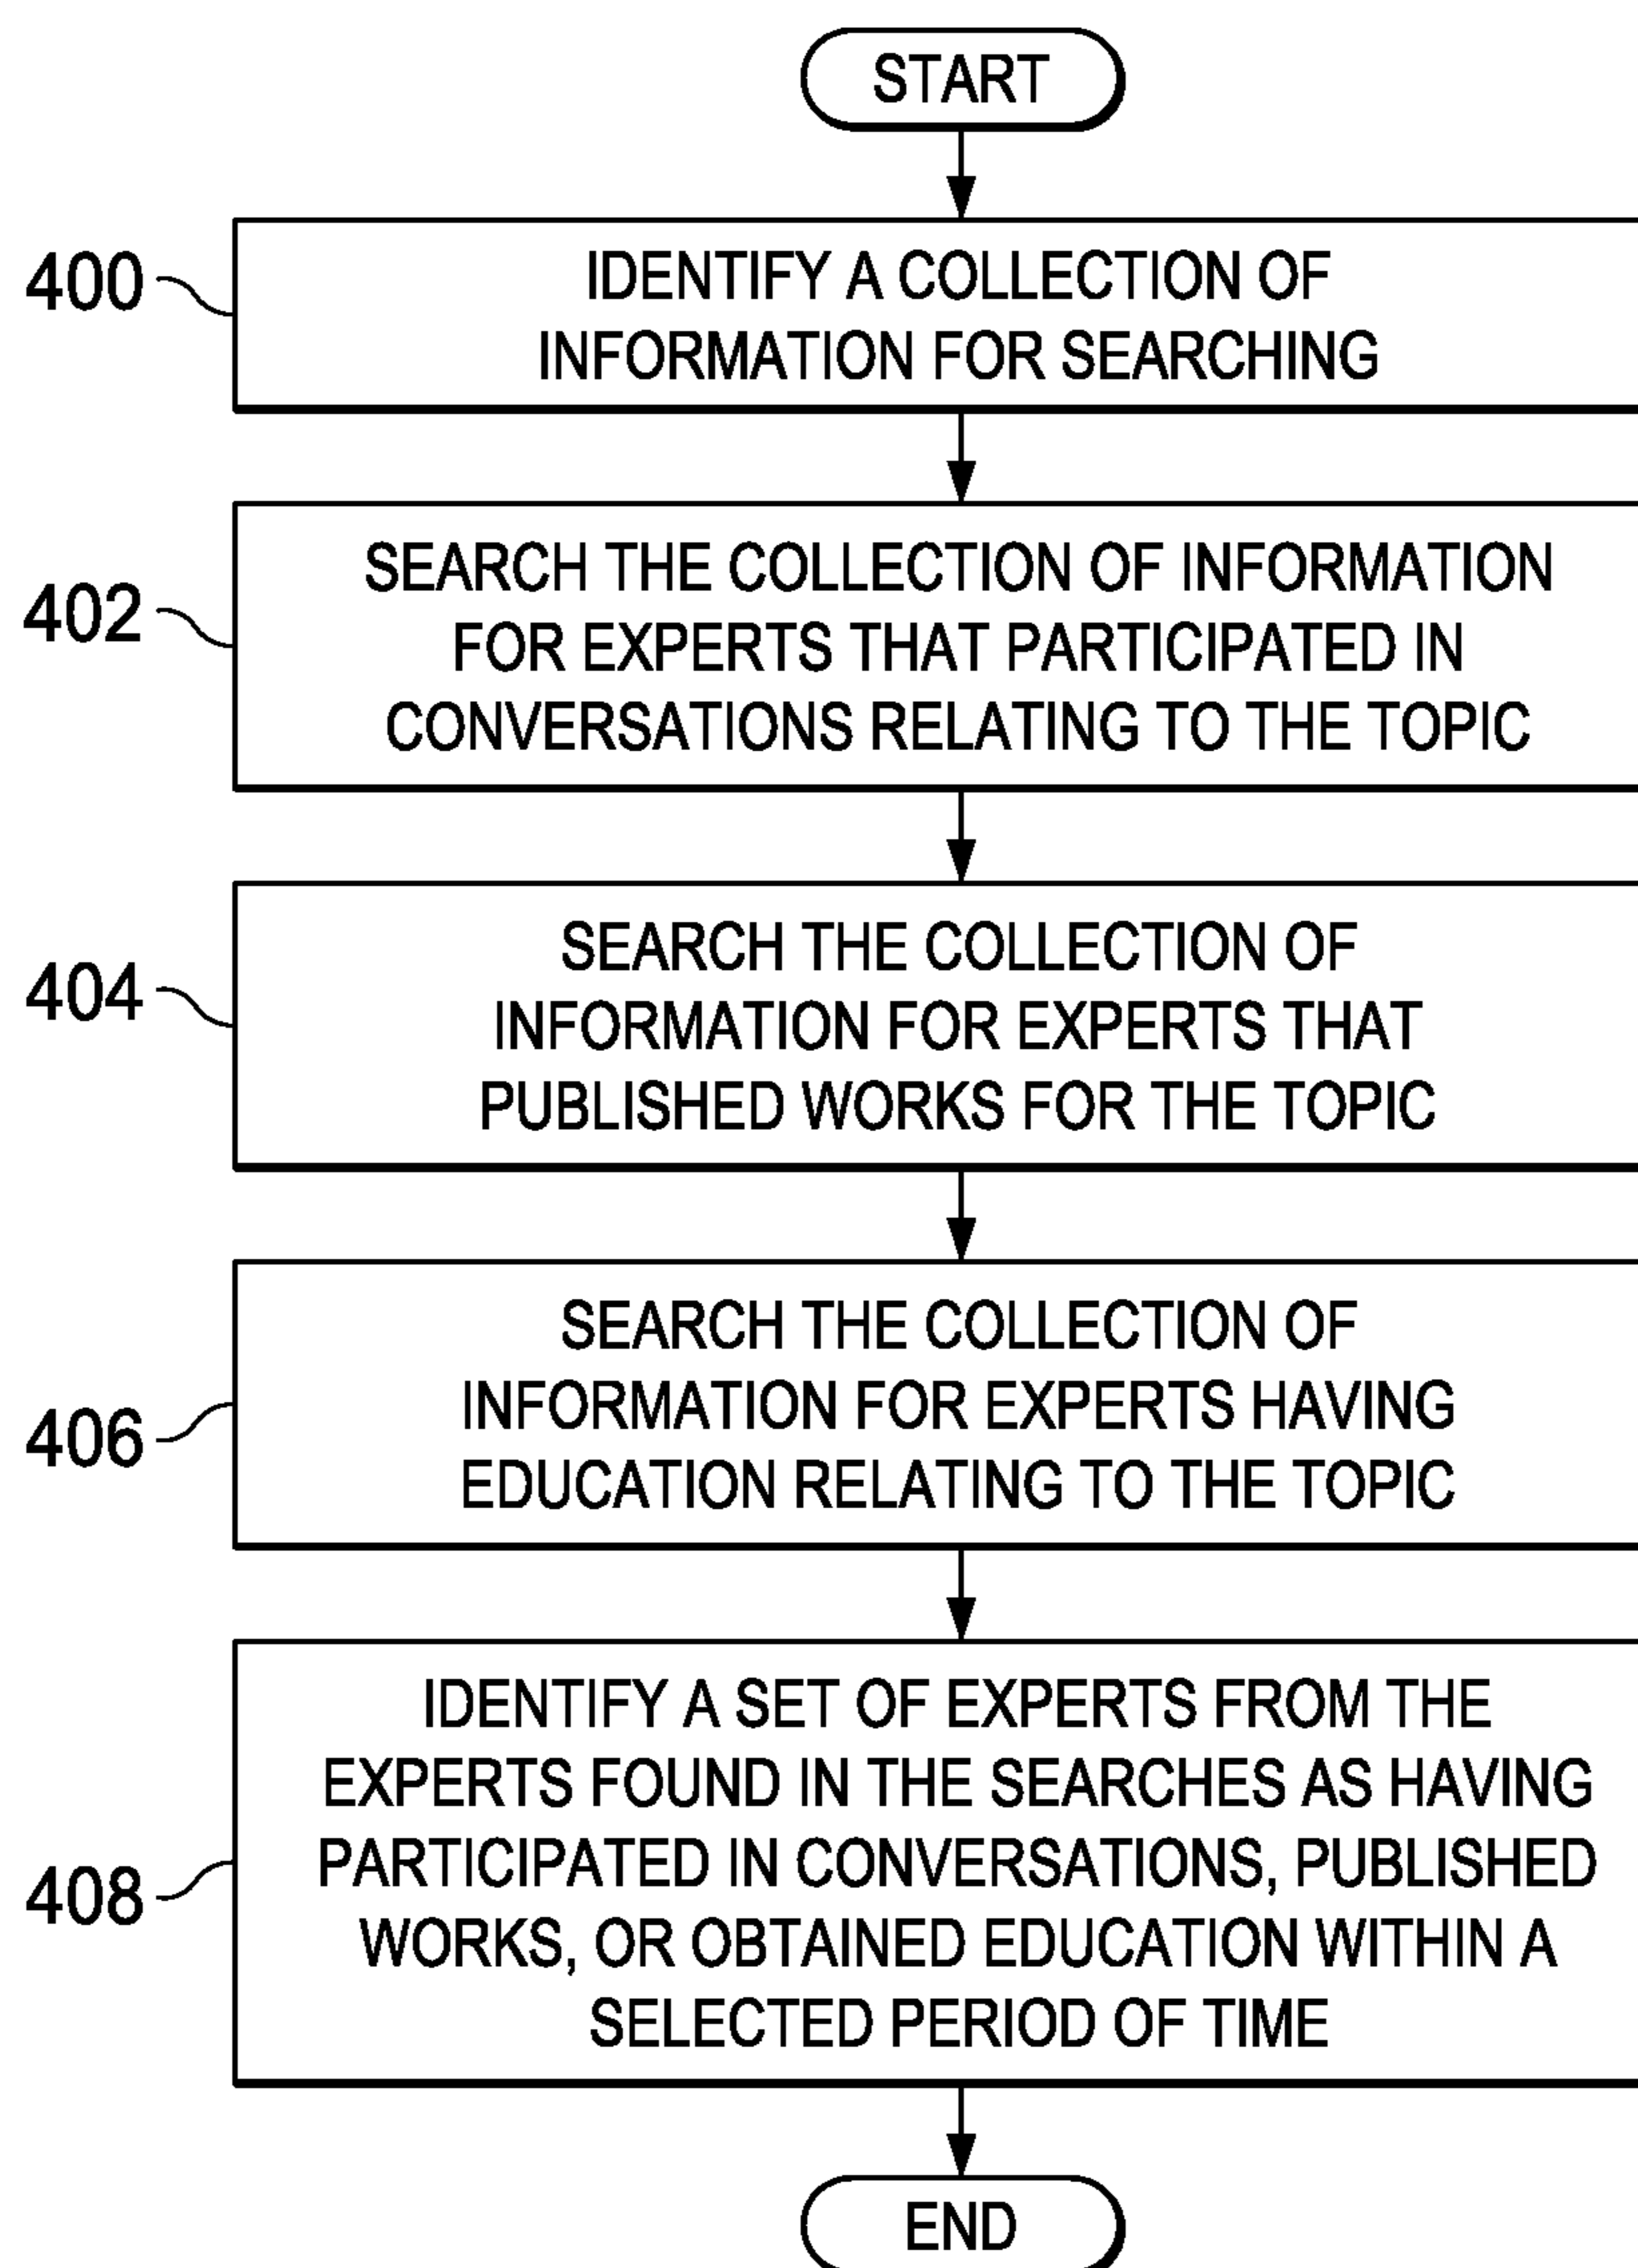 START
400
IDENTIFY A COLLECTION OF
INFORMATION FOR SEARCHING
402
SEARCH THE COLLECTION OF INFORMATION
FOR EXPERTS THAT PARTICIPATED IN
CONVERSATIONS RELATING TO THE TOPIC
404
SEARCH THE COLLECTION OF
INFORMATION FOR EXPERTS THAT
PUBLISHED WORKS FOR THE TOPIC
406
SEARCH THE COLLECTION OF
INFORMATION FOR EXPERTS HAVING
EDUCATION RELATING TO THE TOPIC
408
IDENTIFY A SET OF EXPERTS FROM THE
EXPERTS FOUND IN THE SEARCHES AS HAVING
PARTICIPATED IN CONVERSATIONS, PUBLISHED
WORKS, OR OBTAINED EDUCATION WITHIN A
SELECTED PERIOD OF TIME
END